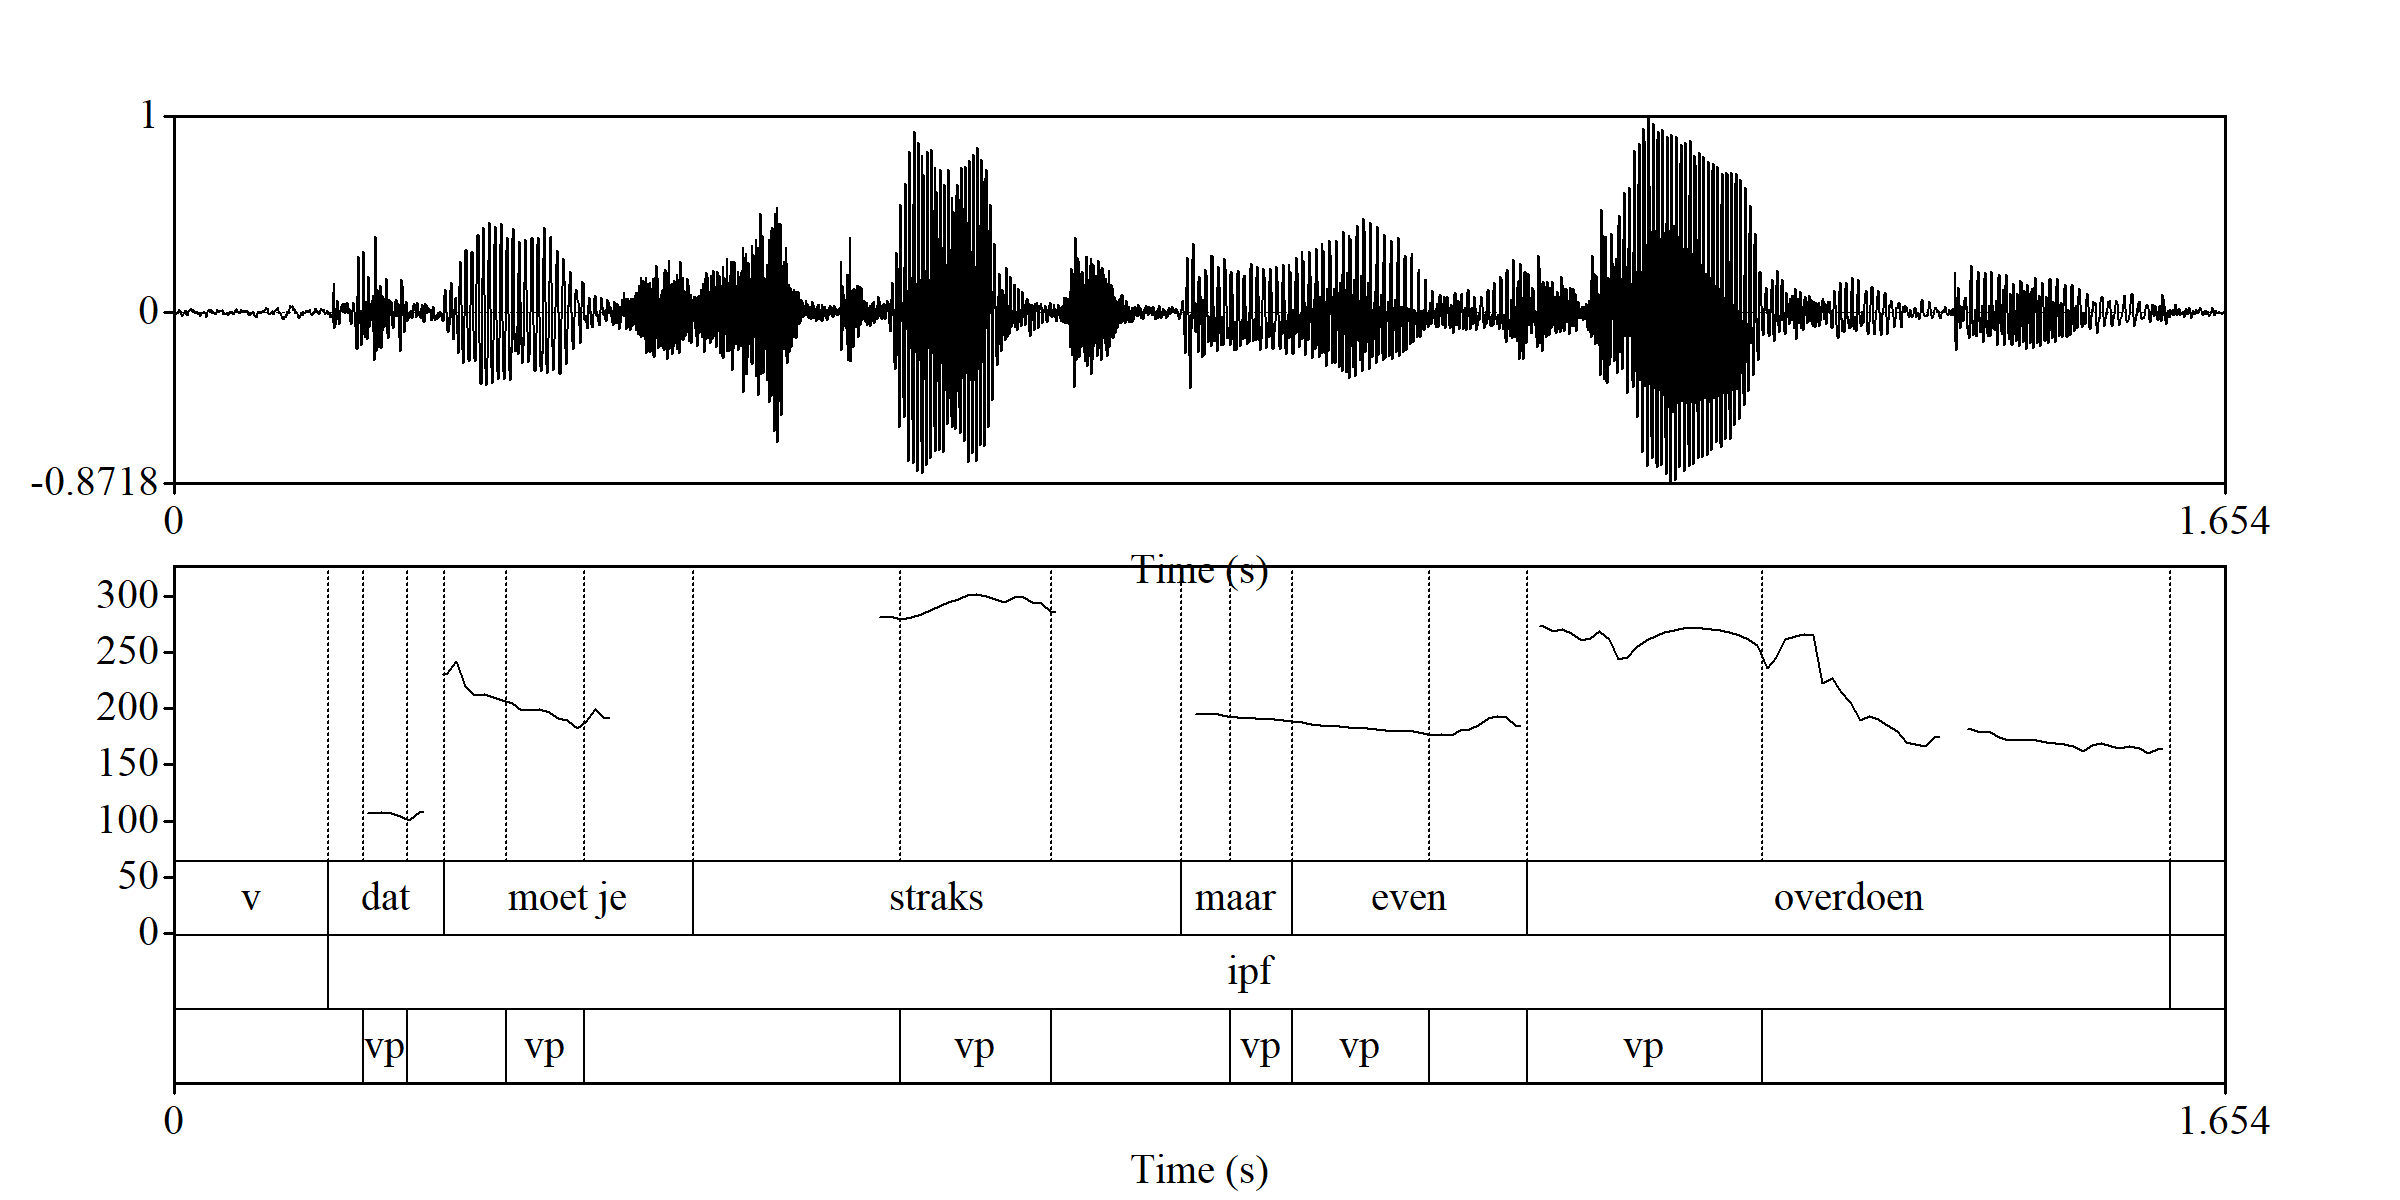 1
0
-0.8718
0 1.654
Time (s)
300
250
200
150
100
50
0
v dat moet je straks maar even overdoen
ipf
vp vp vp vp vp vp
0 1.654
Time (s)